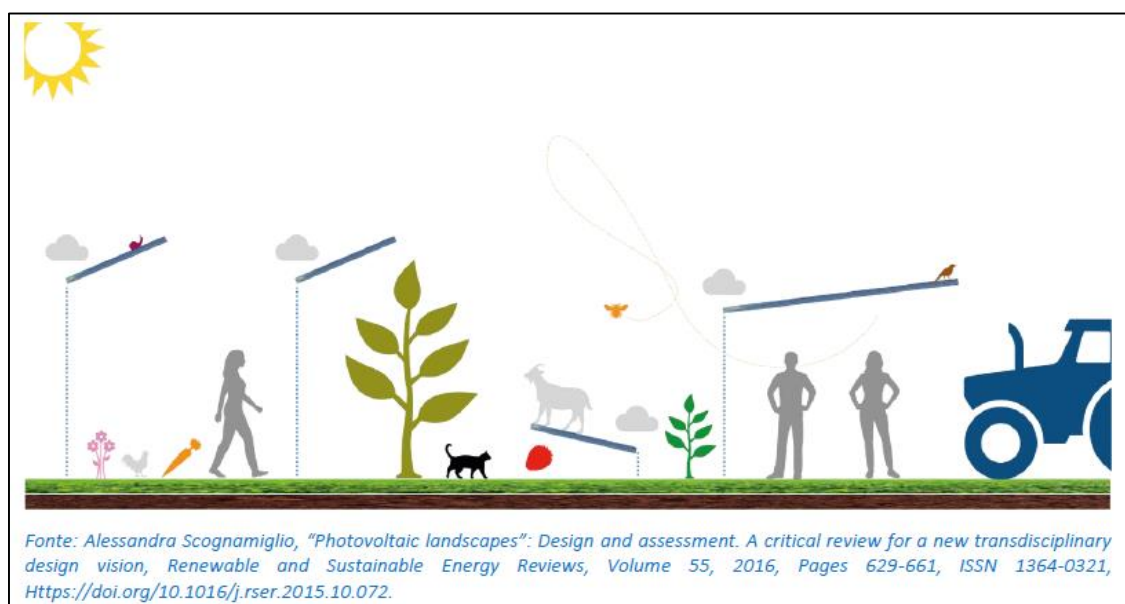 Fonte: Alessandra Scognamiglio, “Photovoltaic landscapes”: Design and assessment. A critical review for a new transdisciplinary
design vision, Renewable and Sustainable Energy Reviews, Volume 55, 2016, Pages 629-661, ISSN 1364-0321,
Https://doi.org/10.1016/j.rser.2015.10.072.